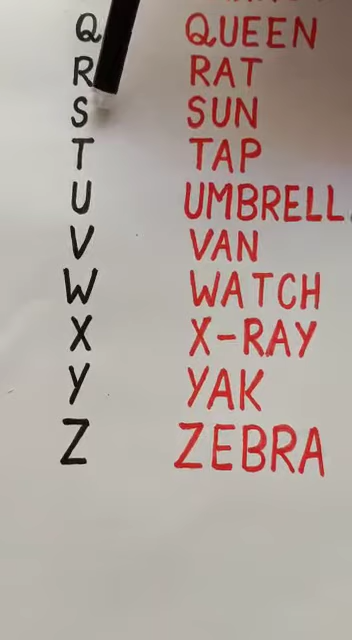 Q QUEEN
R RAT
S SUN
T TAP
U UMBRELL
V VAN
W WATCH
X X-RAY
Y YAK
Z ZEBRA